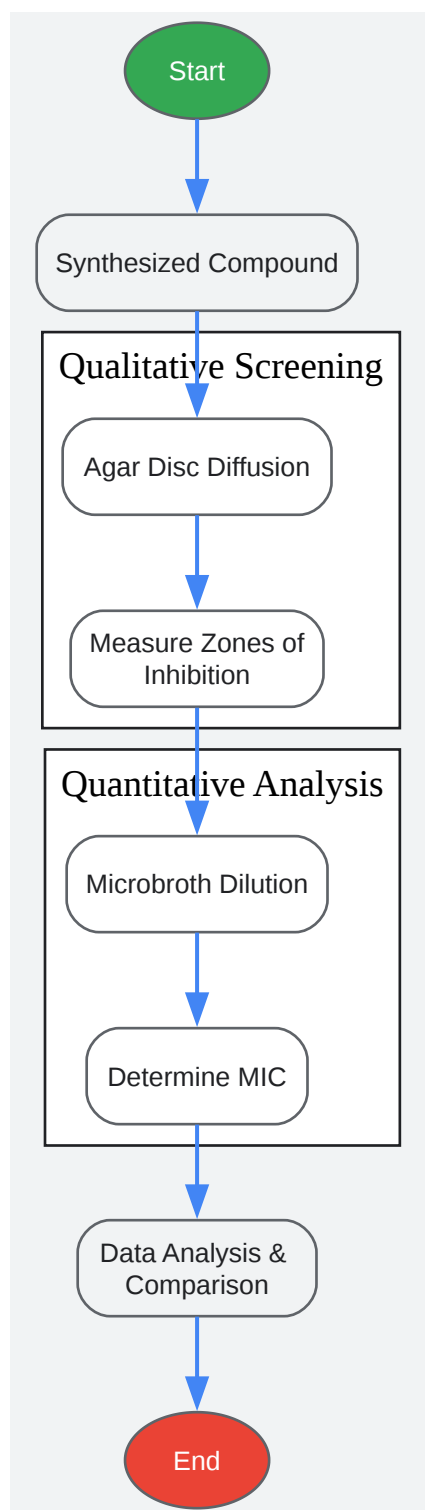 Start
Synthesized Compound
Qualitative Screening
Agar Disc Diffusion
Measure Zones of
Inhibition
Quantitative Analysis
Microbroth Dilution
Determine MIC
Data Analysis &
Comparison
End